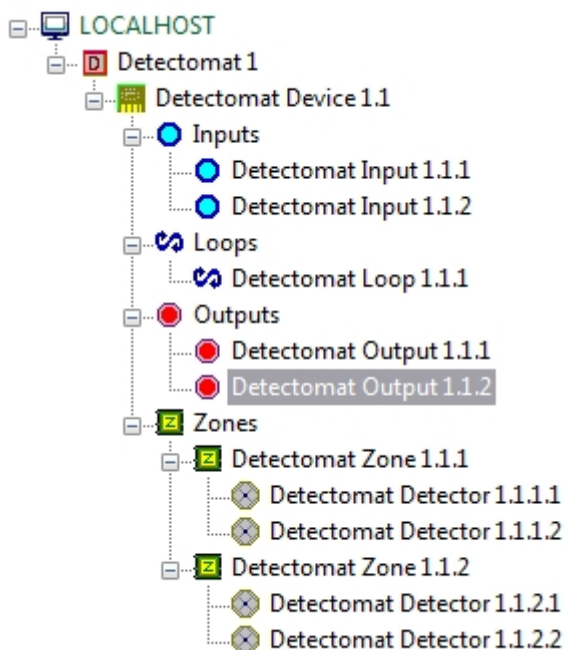 LOCALHOST
Detectomat 1
Detectomat Device 1.1
Inputs
Detectomat Input 1.1.1
Detectomat Input 1.1.2
Loops
Detectomat Loop 1.1.1
Outputs
Detectomat Output 1.1.1
Detectomat Output 1.1.2
Zones
Detectomat Zone 1.1.1
Detectomat Detector 1.1.1.1
Detectomat Detector 1.1.1.2
Detectomat Zone 1.1.2
Detectomat Detector 1.1.2.1
Detectomat Detector 1.1.2.2